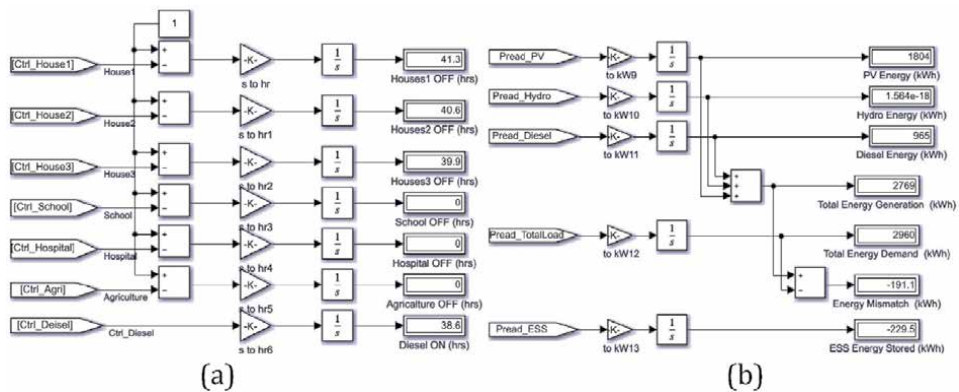 1
[Ctrl_House1]
House1
+
−
-K-
s to hr
1
s
41.3
Houses1 OFF (hrs)
[Ctrl_House2]
House2
+
−
-K-
s to hr1
1
s
40.6
Houses2 OFF (hrs)
[Ctrl_House3]
House3
+
−
-K-
s to hr2
1
s
39.9
Houses3 OFF (hrs)
[Ctrl_School]
School
+
−
-K-
s to hr3
1
s
0
School OFF (hrs)
[Ctrl_Hospital]
Hospital
+
−
-K-
s to hr4
1
s
0
Hospital OFF (hrs)
[Ctrl_Agri]
Agriculture
+
−
-K-
s to hr5
1
s
0
Agricalture OFF (hrs)
[Ctrl_Deisel]
Ctrl_Diesel
-K-
s to hr6
1
s
38.6
Diesel ON (hrs)
(a)
Pread_PV
-K-
to kW9
1
s
1804
PV Energy (kWh)
Pread_Hydro
-K-
to kW10
1
s
1.564e-18
Hydro Energy (kWh)
Pread_Diesel
-K-
to kW11
1
s
965
Diesel Energy (kWh)
+
+
+
2769
Total Energy Generation (kWh)
Pread_TotalLoad
-K-
to kW12
1
s
2960
Total Energy Demand (kWh)
+
−
-191.1
Energy Mismatch (kWh)
Pread_ESS
-K-
to kW13
1
s
-229.5
ESS Energy Stored (kWh)
(b)